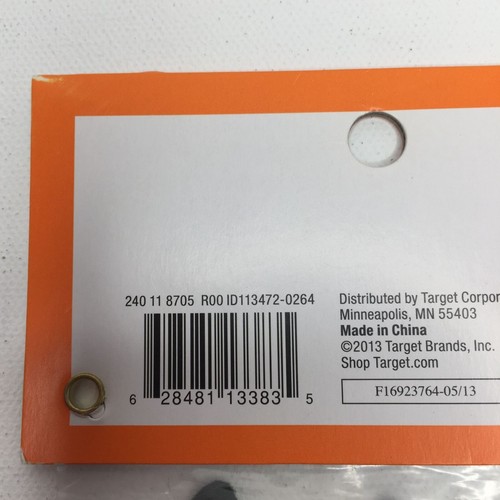 240 11 8705 R00 ID113472-0264
6 28481 13383 5
Distributed by Target
Minneapolis, MN 55403
Made in China
©2013 Target Brands, Inc.
Shop Target.com
F16923764-05/13